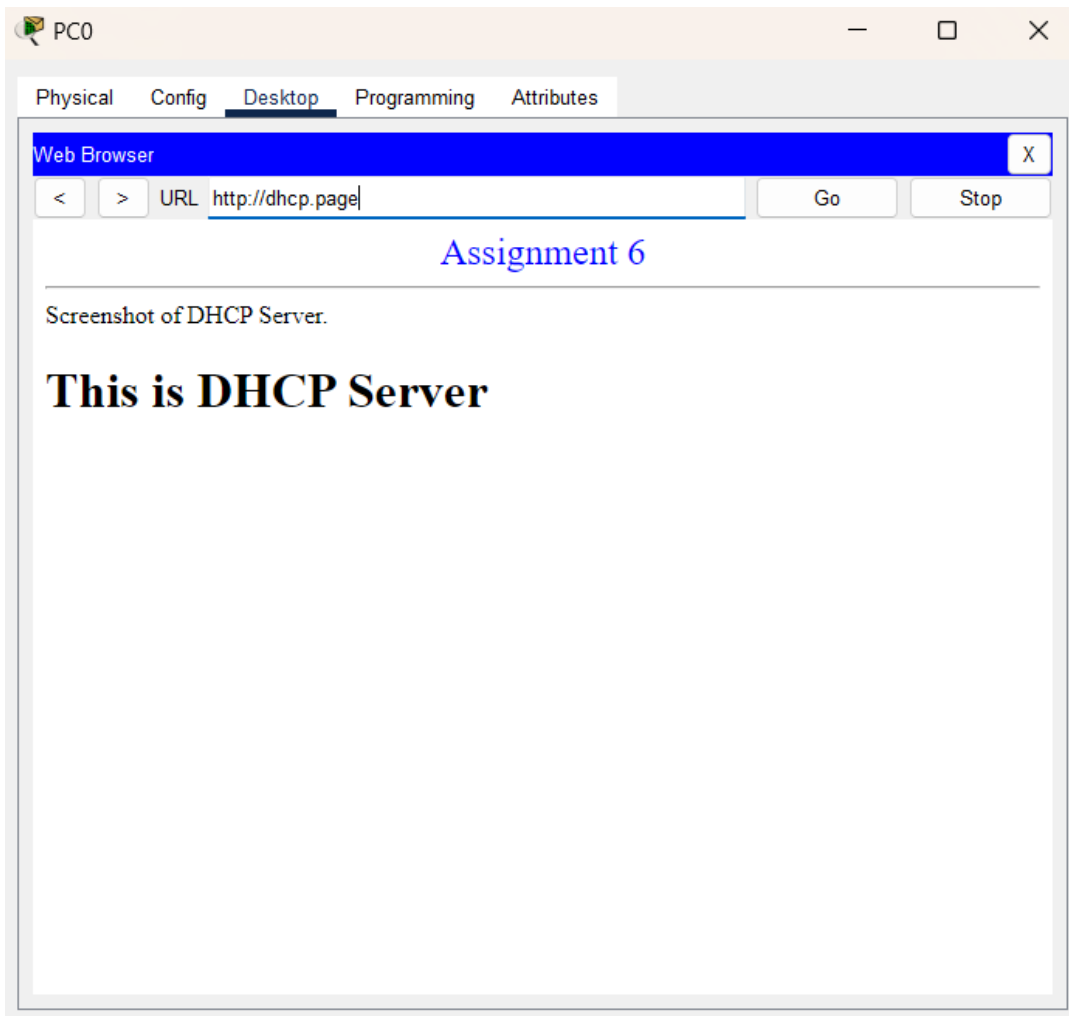 PC0
Physical Config Desktop Programming Attributes
Web Browser X
< > URL http://dhcp.page Go Stop
Assignment 6
Screenshot of DHCP Server.
This is DHCP Server